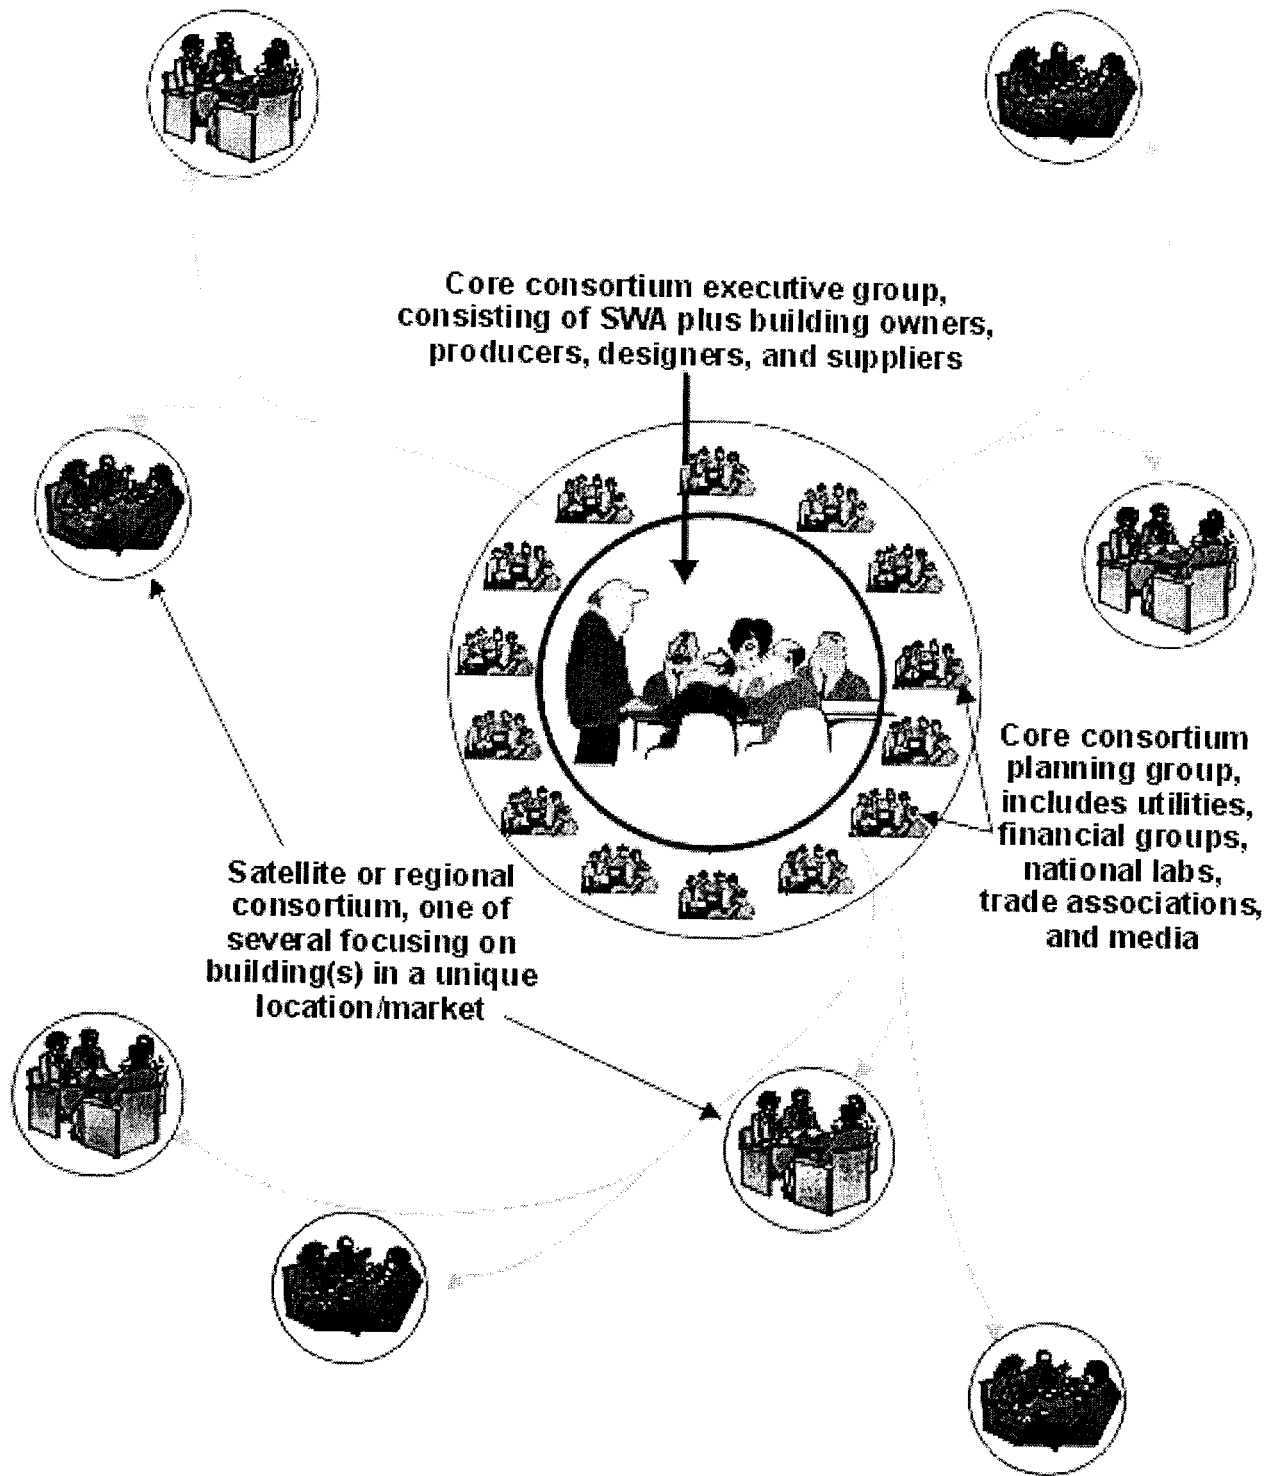 Core consortium executive group,
consisting of SWA plus building owners,
producers, designers, and suppliers
Core consortium
planning group,
includes utilities,
financial groups,
national labs,
trade associations,
and media
Satellite or regional
consortium, one of
several focusing on
building(s) in a unique
location/market